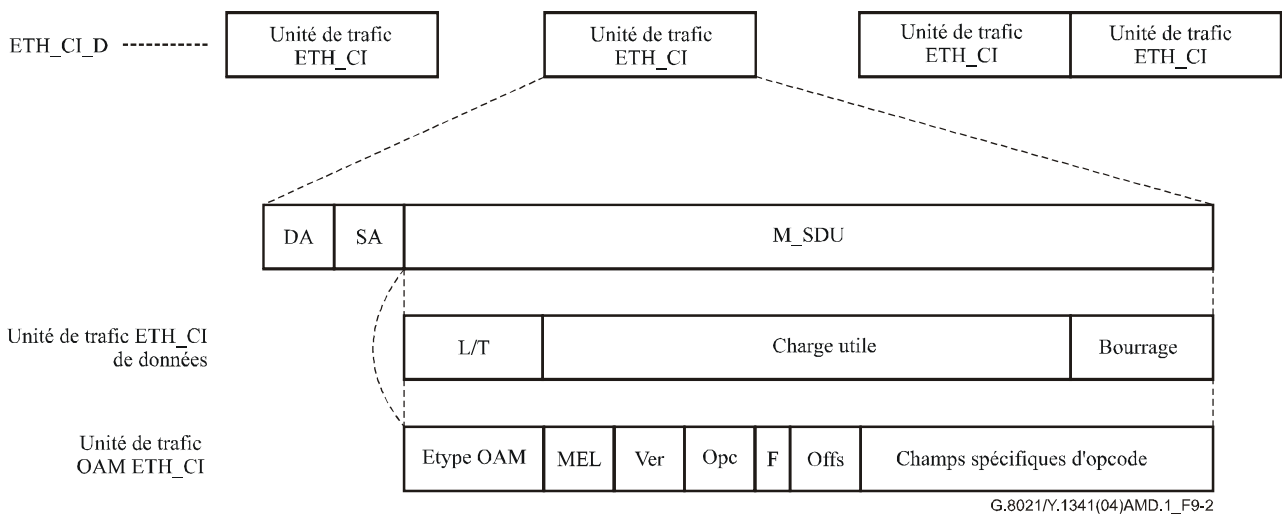 ETH_CI_D
Unité de trafic
ETH_CI
Unité de trafic
ETH_CI
Unité de trafic
ETH_CI
Unité de trafic
ETH_CI
DA
SA
M_SDU
Unité de trafic ETH_CI
de données
L/T
Charge utile
Bourrage
Unité de trafic
OAM ETH_CI
Etype OAM
MEL
Ver
Opc
F
Offs
Champs spécifiques d'opcode
G.8021/Y.1341(04)AMD.1_F9-2